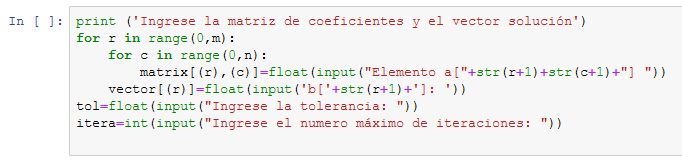 In [ ]: print ('Ingrese la matriz de coeficientes y el vector solución')
for r in range(0,m):
    for c in range(0,n):
        matrix[(r),(c)]=float(input("Elemento a["+str(r+1)+str(c+1)+"] "))
    vector[(r)]=float(input('b['+str(r+1)+']: '))
tol=float(input("Ingrese la tolerancia: "))
itera=int(input("Ingrese el numero máximo de iteraciones: "))